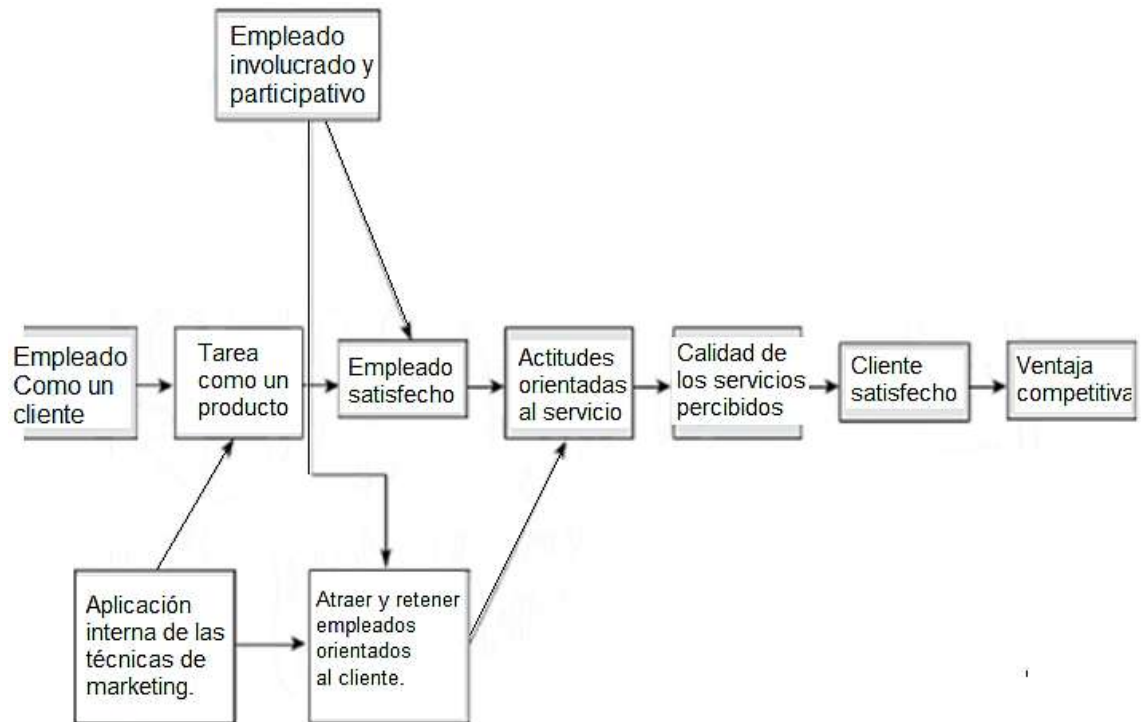 Empleado
involucrado y
participativo
Empleado
Como un
cliente
Tarea
como un
producto
Empleado
satisfecho
Actitudes
orientadas
al servicio
Calidad de
los servicios
percibidos
Cliente
satisfecho
Ventaja
competitiva
Aplicación
interna de las
técnicas de
marketing.
Atraer y retener
empleados
orientados
al cliente.